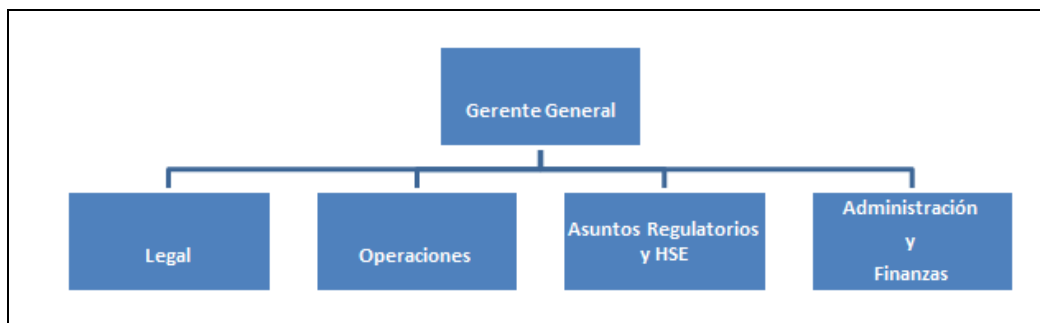 Gerente General
Legal
Operaciones
Asuntos Regulatorios
y HSE
Administración
y
Finanzas